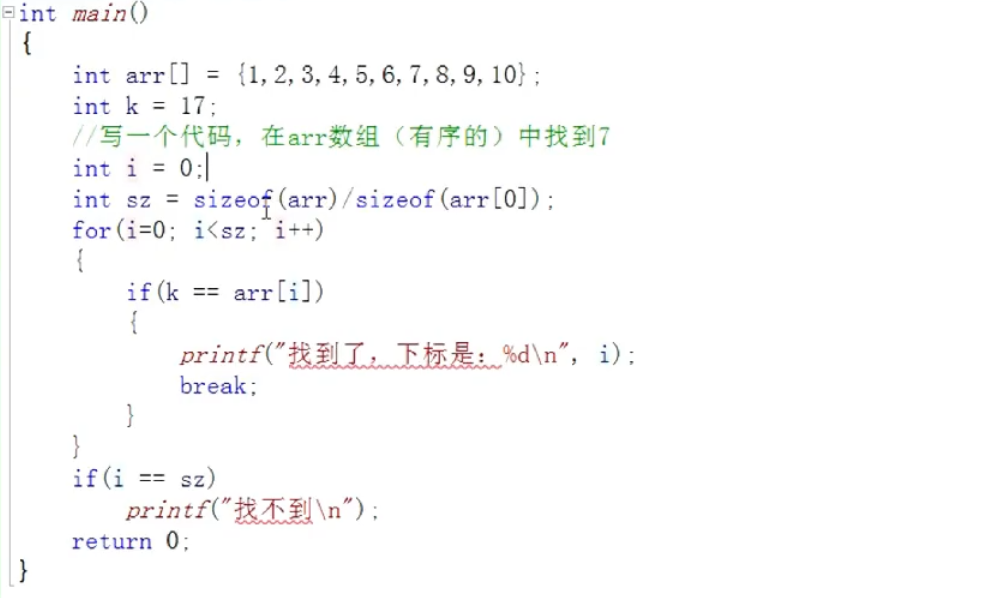 int main()
{
int arr[] = {1,2,3,4,5,6,7,8,9,10};
int k = 17;
//写一个代码，在arr数组（有序的）中找到7
int i = 0;
int sz = sizeof(arr)/sizeof(arr[0]);
for(i=0; i<sz; i++)
{
if(k == arr[i])
{
printf("找到了，下标是：%d\n", i);
break;
}
}
if(i == sz)
printf("找不到\n");
return 0;
}